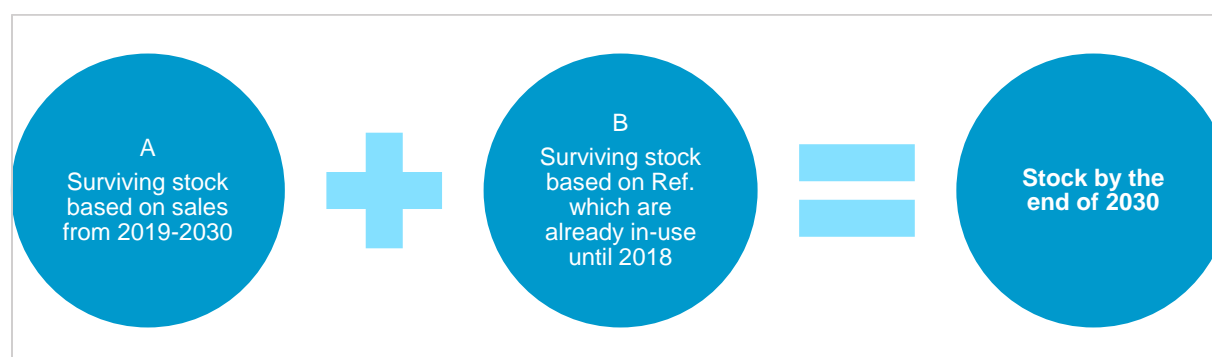 A
Surviving stock
based on sales
from 2019-2030
B
Surviving stock
based on Ref.
which are
already in-use
until 2018
Stock by the
end of 2030